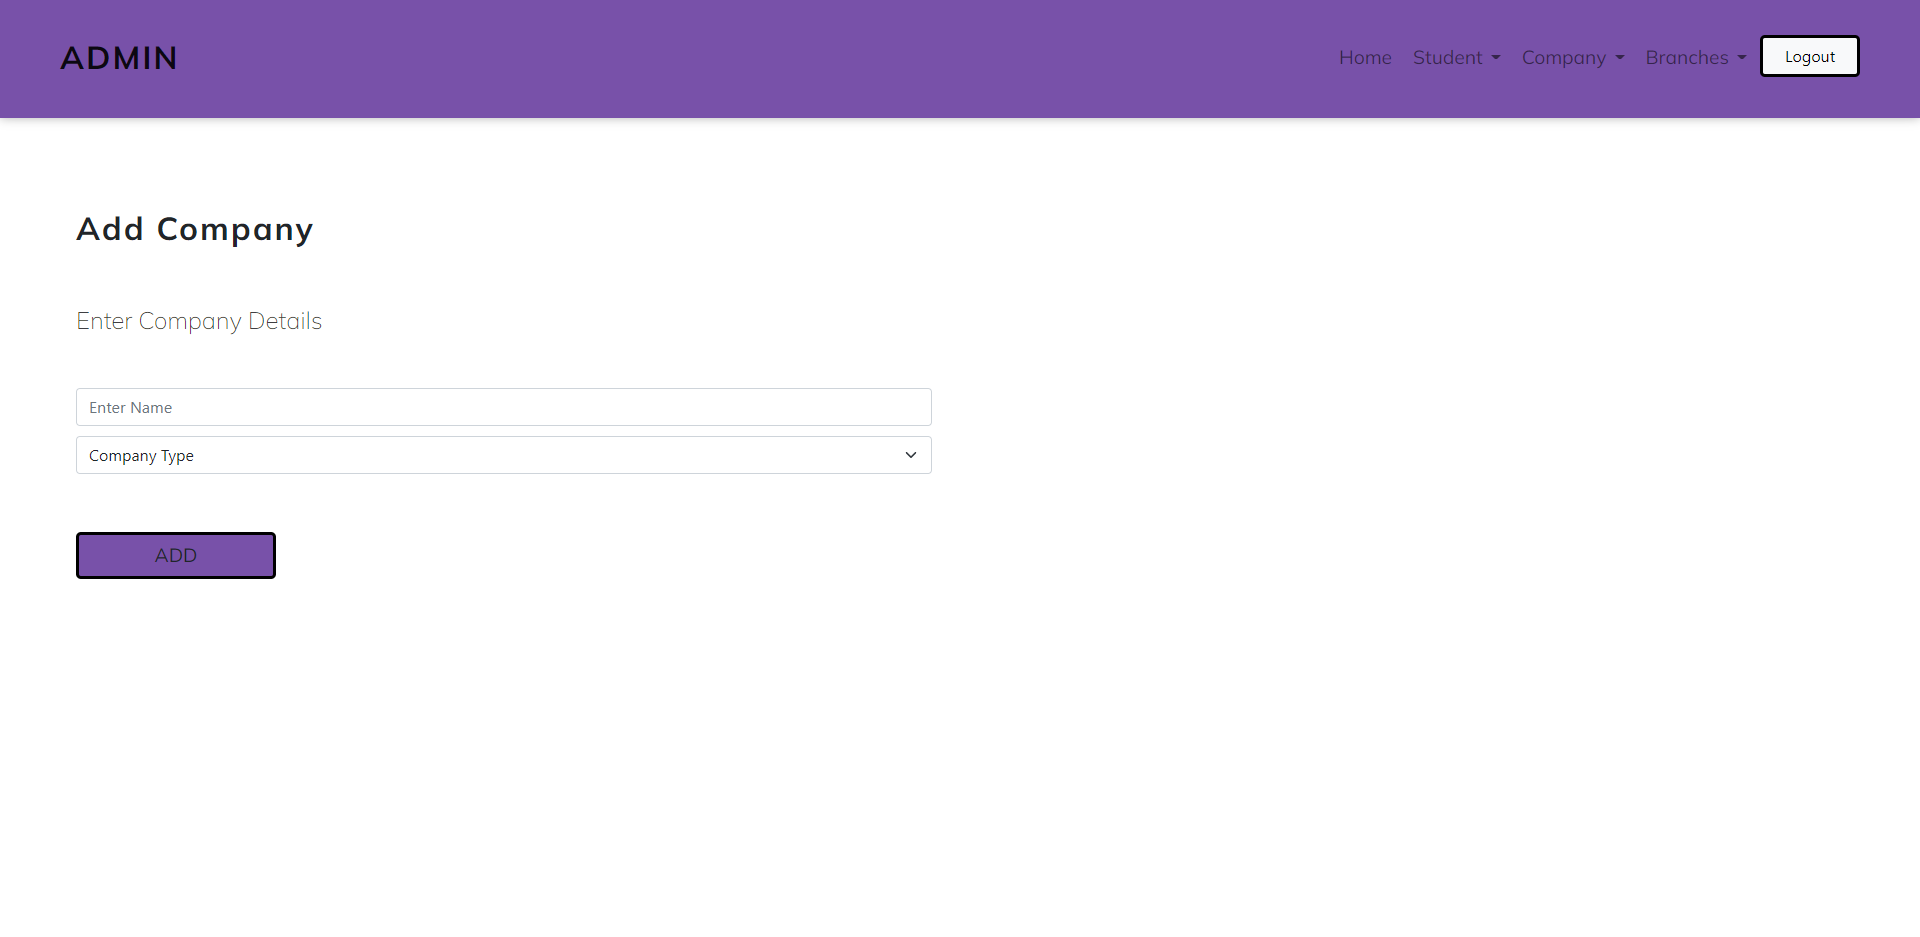 ADMIN
Home Student Company Branches Logout
Add Company
Enter Company Details
Enter Name
Company Type
ADD